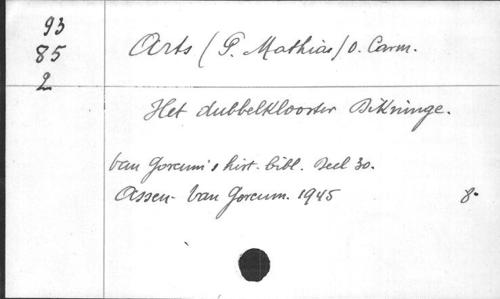 93
85
2
Arts (P. Mathias) O. Carm.
Het dubbelklooster Dikninge.
Van Gorcum's hist. bibl. Deel 30.
Assen - Van Gorcum. 1945 8-